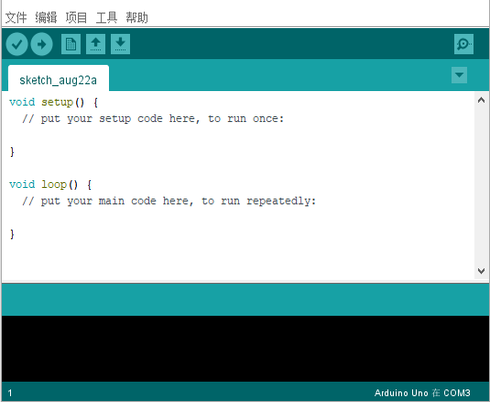 文件 编辑 项目 工具 帮助
sketch_aug22a
void setup() {
  // put your setup code here, to run once:
}
void loop() {
  // put your main code here, to run repeatedly:
}
1
Arduino Uno 在 COM3